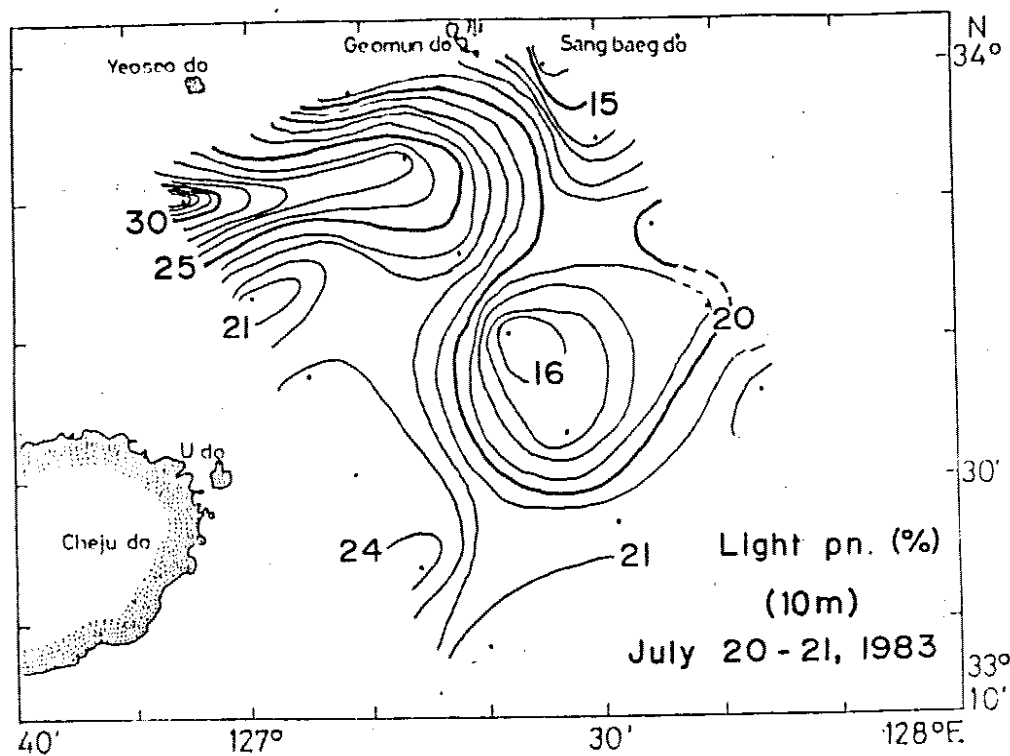 N
Geomun do
Sang baeg do
34°
Yeoseo do
15
30
25
21
20
16
U do
30'
Cheju do
24
21
Light pn. (%)
(10m)
July 20-21, 1983
33°
10'
40'
127°
30'
128°E